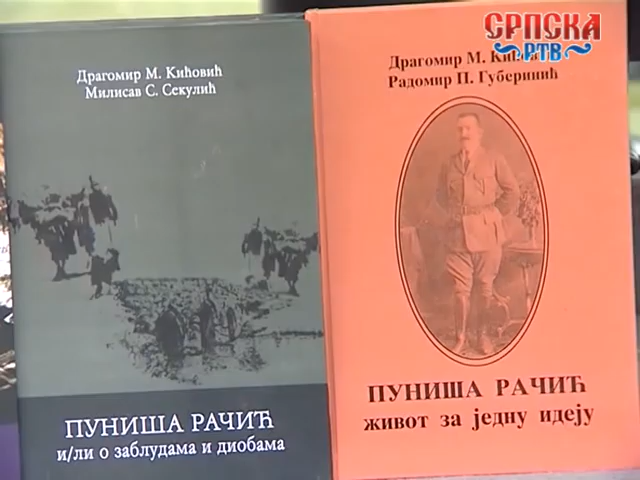 Драгомир М. Кићовић
Милисав С. Секулић
ПУНИША РАЧИЋ
и/ли о заблудама и диобама
СРПСКА
РТВ
Драгомир М.
Радомир П. Губеринић
ПУНИША РАЧИЋ
живот за једну идеју